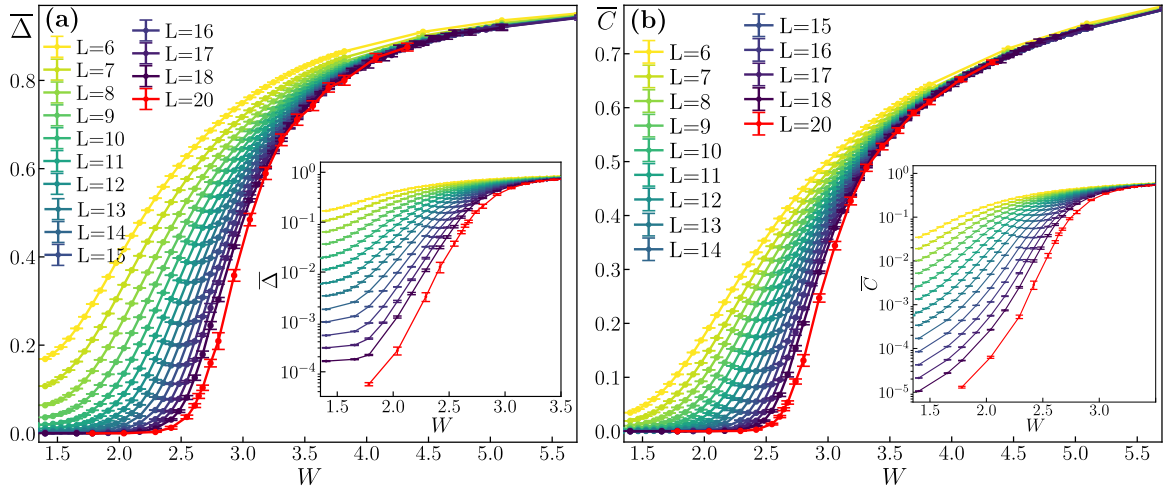 (a)
Δ̅
L=6
L=7
L=8
L=9
L=10
L=11
L=12
L=13
L=14
L=15
L=16
L=17
L=18
L=20
0.8
0.6
0.4
0.2
0.0
1.5 2.0 2.5 3.0 3.5 4.0 4.5 5.0 5.5
W
Δ̅
10⁰
10⁻¹
10⁻²
10⁻³
10⁻⁴
1.5 2.0 2.5 3.0 3.5
W
(b)
C̅
L=6
L=7
L=8
L=9
L=10
L=11
L=12
L=13
L=14
L=15
L=16
L=17
L=18
L=20
0.7
0.6
0.5
0.4
0.3
0.2
0.1
0.0
1.5 2.0 2.5 3.0 3.5 4.0 4.5 5.0 5.5
W
C̅
10⁰
10⁻¹
10⁻²
10⁻³
10⁻⁴
10⁻⁵
1.5 2.0 2.5 3.0
W